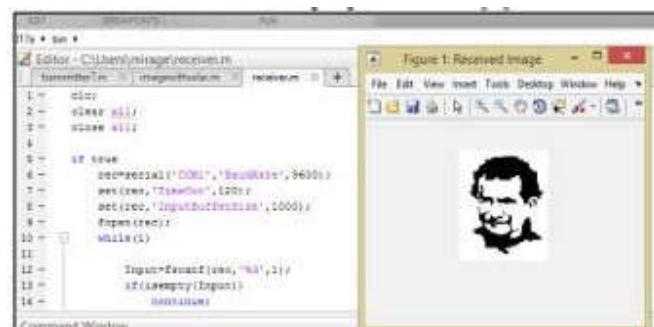 EDIT BREAKPOINTS RUN
Editor - C:\Users\mirage\receiver.m
receiver.m +
1 - clc;
2 - clear all;
3 - close all;
4
5 - if true
6 - rec=serial('COM1','BaudRate',9600);
7 - set(rec,'TimeOut',120);
8 - set(rec,'InputBufferSize',1000);
9 - fopen(rec);
10 - while(1)
11
12 - Input=fscanf(rec,'%s',1);
13 - if(isempty(Input))
14 - continue;
Command Window
Figure 1: Received Image
File Edit View Insert Tools Desktop Window Help